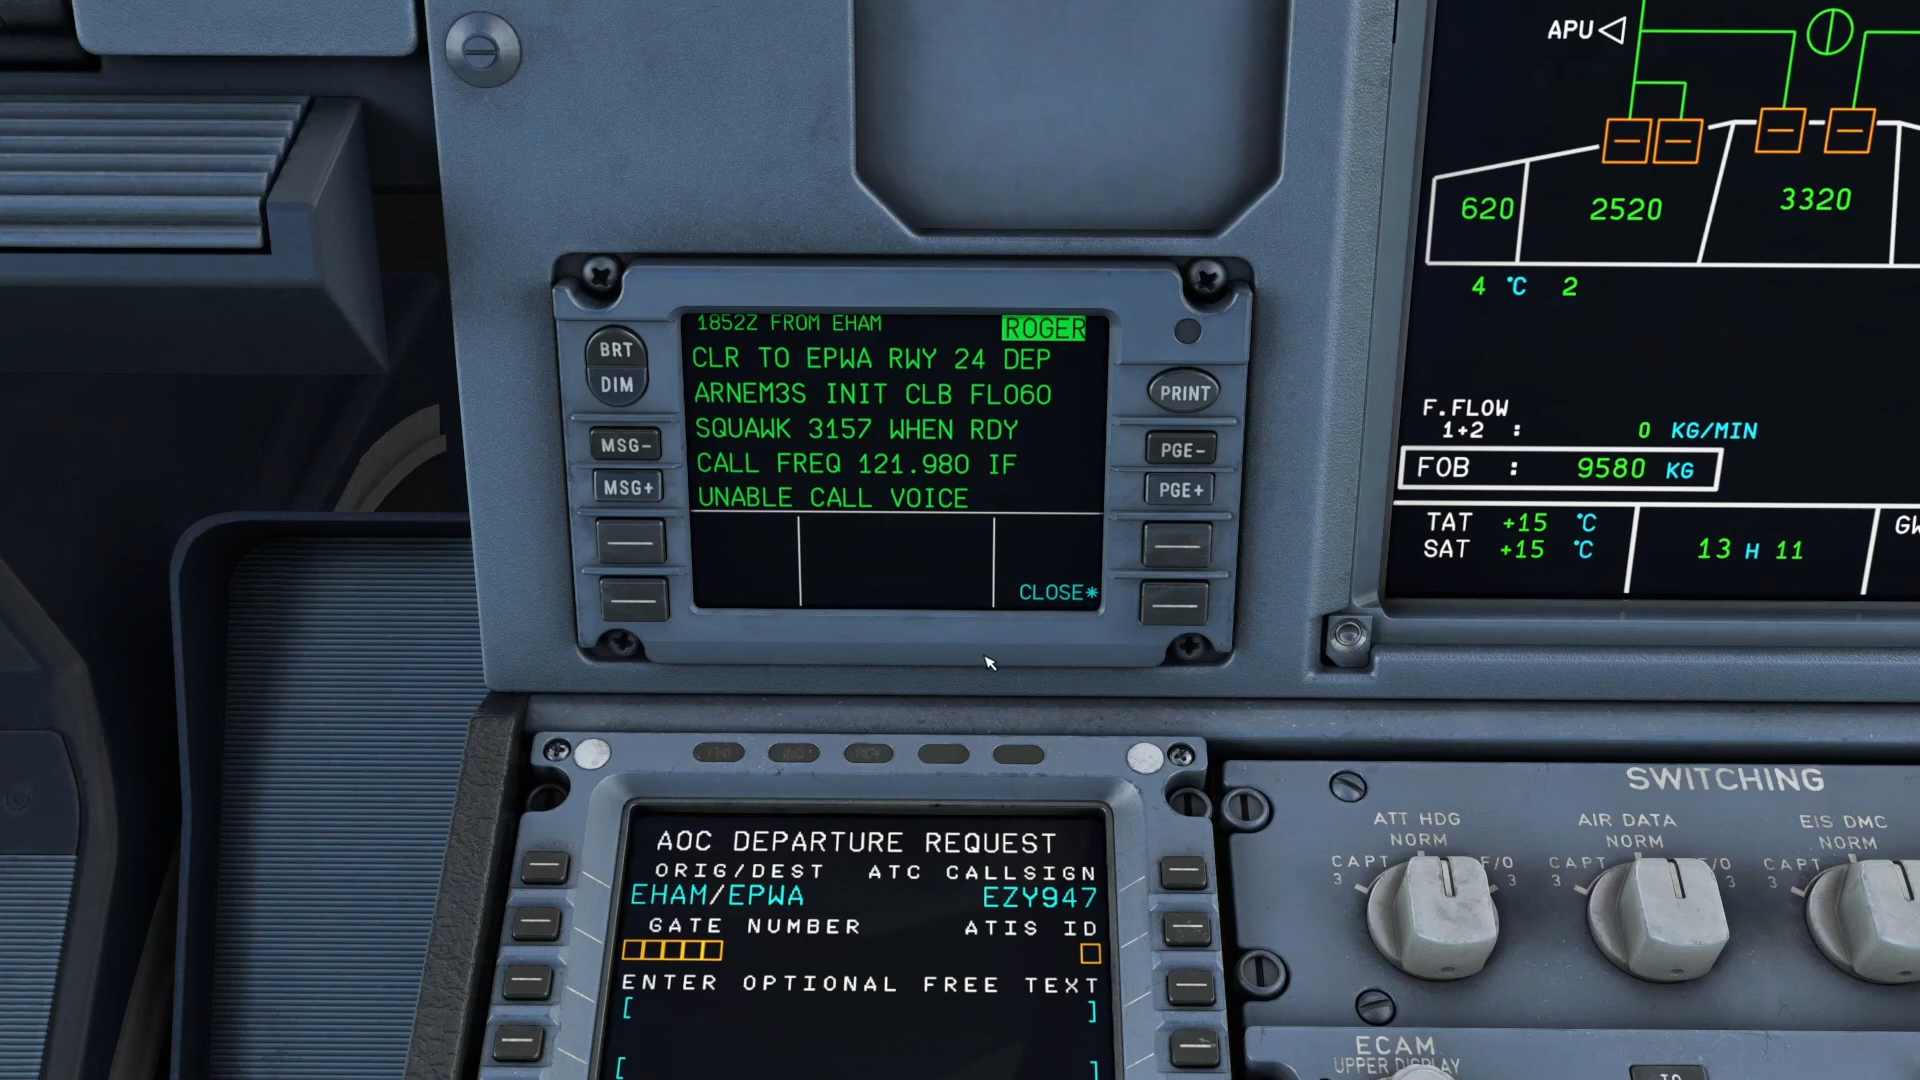 APU
620
2520
3320
4 °C 2
F.FLOW
1+2 : 0 KG/MIN
FOB : 9580 KG
TAT +15 °C
SAT +15 °C
13 H 11
GW
1852Z FROM EHAM ROGER
CLR TO EPWA RWY 24 DEP
ARNEM3S INIT CLB FL060
SQUAWK 3157 WHEN RDY
CALL FREQ 121.980 IF
UNABLE CALL VOICE
CLOSE*
BRT
DIM
MSG-
MSG+
PRINT
PGE-
PGE+
AOC DEPARTURE REQUEST
ORIG/DEST ATC CALLSIGN
EHAM/EPWA EZY947
GATE NUMBER ATIS ID
ENTER OPTIONAL FREE TEXT
[ ]
[ ]
SWITCHING
ATT HDG
NORM
CAPT F/O
3 3
AIR DATA
NORM
CAPT F/O
3 3
EIS DMC
NORM
CAPT
3
ECAM
UPPER DISPLAY